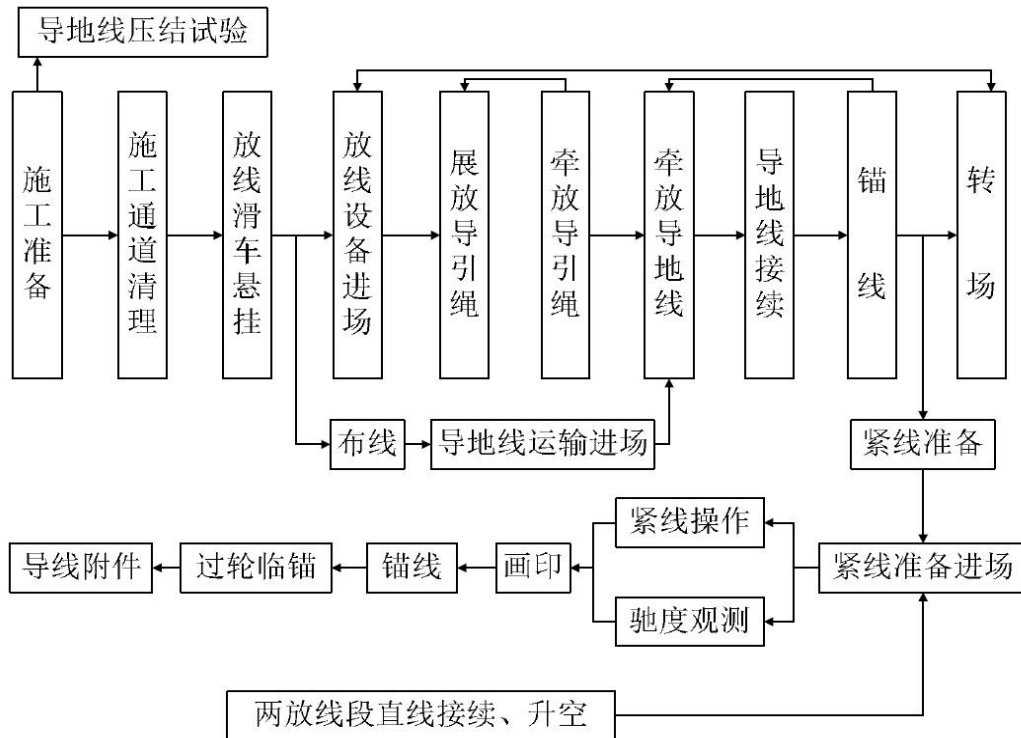 导地线压结试验
施工准备
施工通道清理
放线滑车悬挂
放线设备进场
展放导引绳
牵放导引绳
牵放导地线
导地线接续
锚线
转场
布线
导地线运输进场
紧线准备
紧线操作
导线附件
过轮临锚
锚线
画印
紧线准备进场
驰度观测
两放线段直线接续、升空